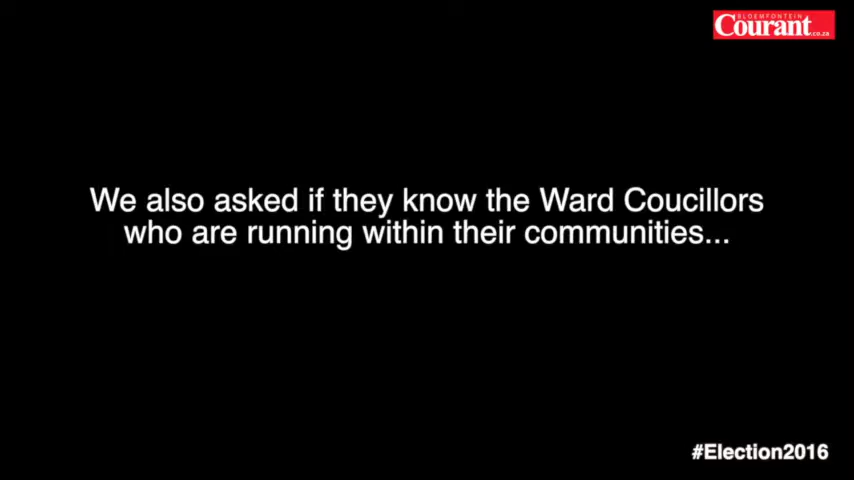 BLOEMFONTEIN
Courant.co.za
We also asked if they know the Ward Coucillors
who are running within their communities...
#Election2016